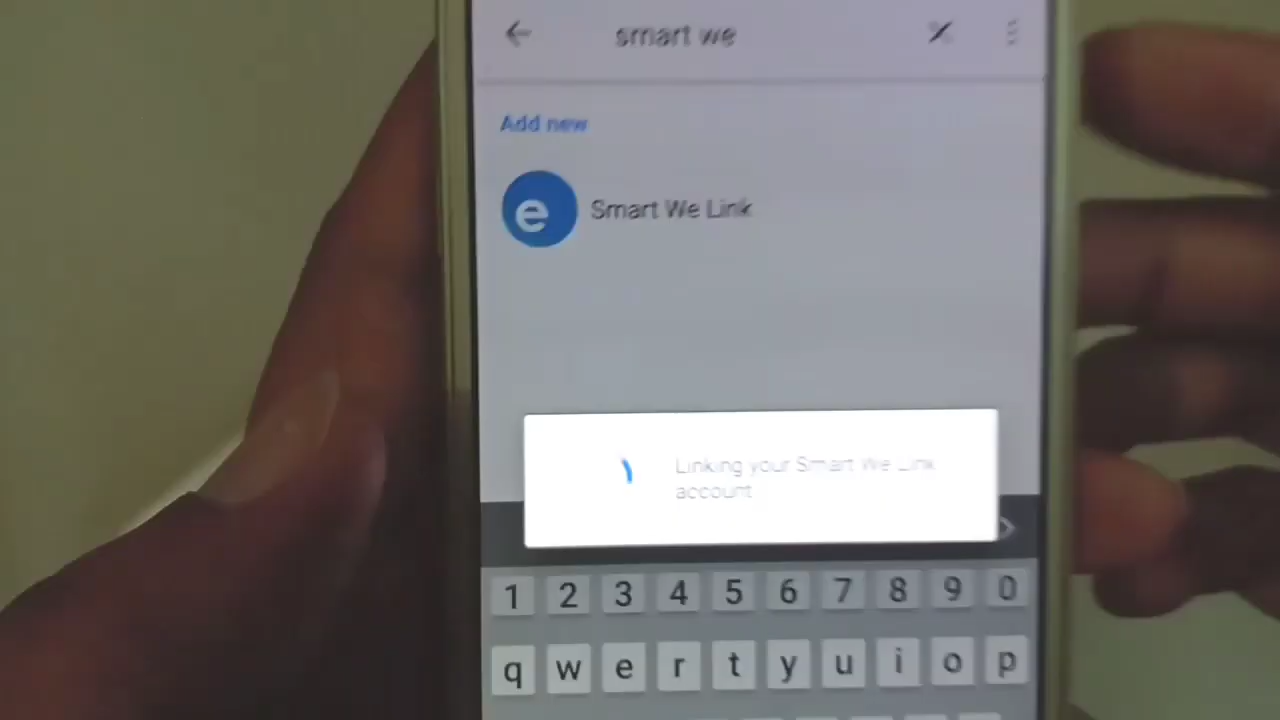 smart we
Add new
e Smart We Link
Linking your Smart We Link
account
1 2 3 4 5 6 7 8 9 0
q w e r t y u i o p